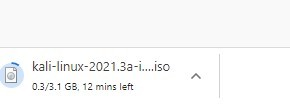 kali-linux-2021.3a-i....iso
0.3/3.1 GB, 12 mins left